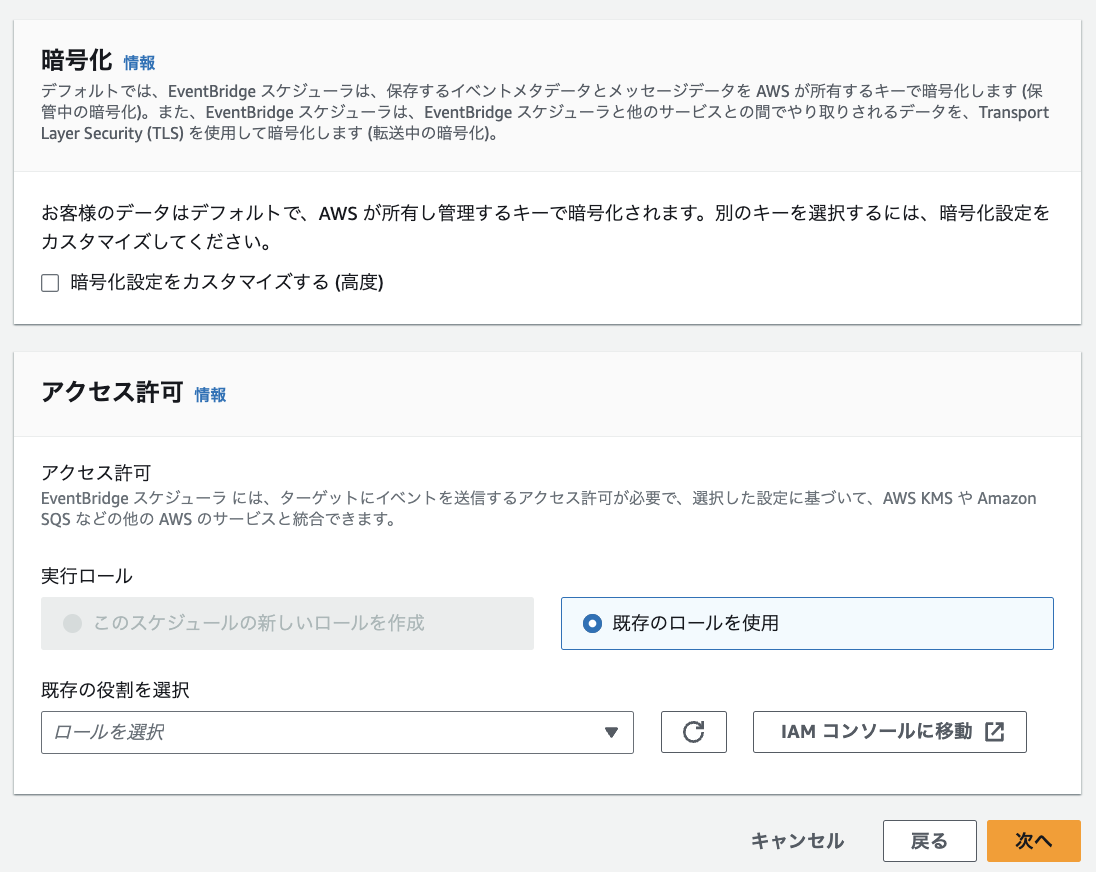 暗号化 情報
デフォルトでは、EventBridge スケジューラは、保存するイベントメタデータとメッセージデータを AWS が所有するキーで暗号化します (保
管中の暗号化)。また、EventBridge スケジューラは、EventBridge スケジューラと他のサービスとの間でやり取りされるデータを、Transport
Layer Security (TLS) を使用して暗号化します (転送中の暗号化)。
お客様のデータはデフォルトで、AWS が所有し管理するキーで暗号化されます。別のキーを選択するには、暗号化設定を
カスタマイズしてください。
暗号化設定をカスタマイズする (高度)
アクセス許可 情報
アクセス許可
EventBridge スケジューラ には、ターゲットにイベントを送信するアクセス許可が必要で、選択した設定に基づいて、AWS KMS や Amazon
SQS などの他の AWS のサービスと統合できます。
実行ロール
このスケジュールの新しいロールを作成 既存のロールを使用
既存の役割を選択
ロールを選択 IAM コンソールに移動
キャンセル 戻る 次へ